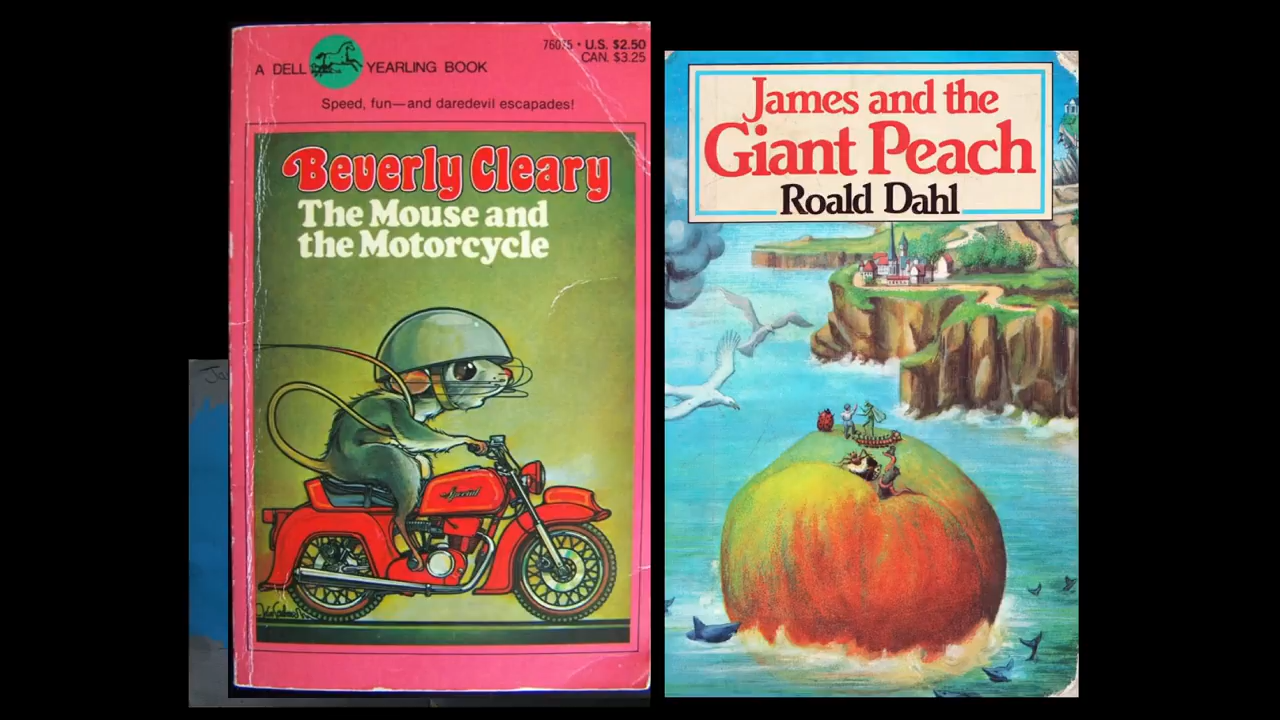 76075 • U.S. $2.50
CAN. $3.25
A DELL YEARLING BOOK
Speed, fun—and daredevil escapades!
Beverly Cleary
The Mouse and
the Motorcycle
Special
James and the
Giant Peach
Roald Dahl